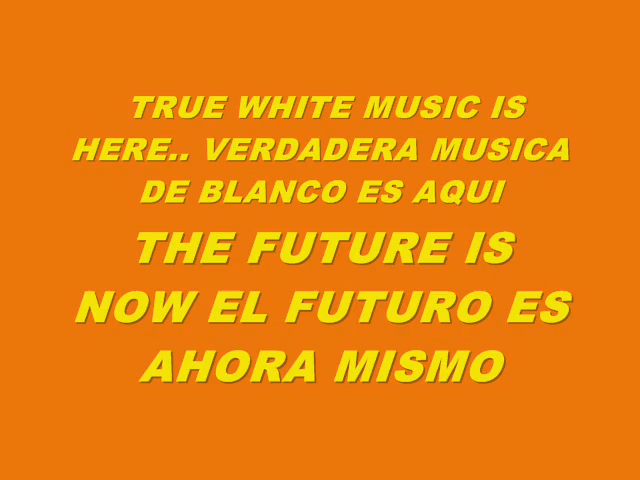 TRUE WHITE MUSIC IS
HERE.. VERDADERA MUSICA
DE BLANCO ES AQUI
THE FUTURE IS
NOW EL FUTURO ES
AHORA MISMO